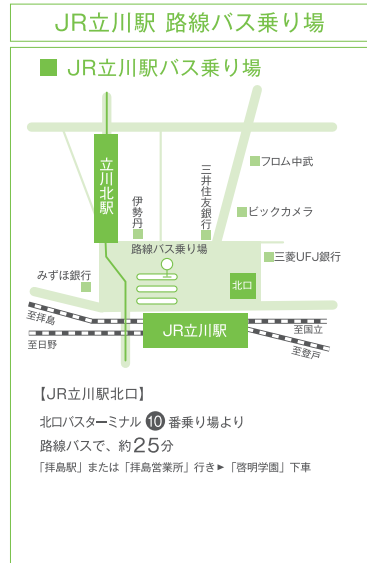 JR立川駅 路線バス乗り場
■ JR立川駅バス乗り場
立川北駅
伊勢丹
三井住友銀行
フロム中武
ビックカメラ
路線バス乗り場
三菱UFJ銀行
みずほ銀行
北口
至拝島
JR立川駅
至国立
至日野
至登戸
【JR立川駅北口】
北口バスターミナル 10 番乗り場より
路線バスで、約25分
「拝島駅」または「拝島営業所」行き▶「啓明学園」下車